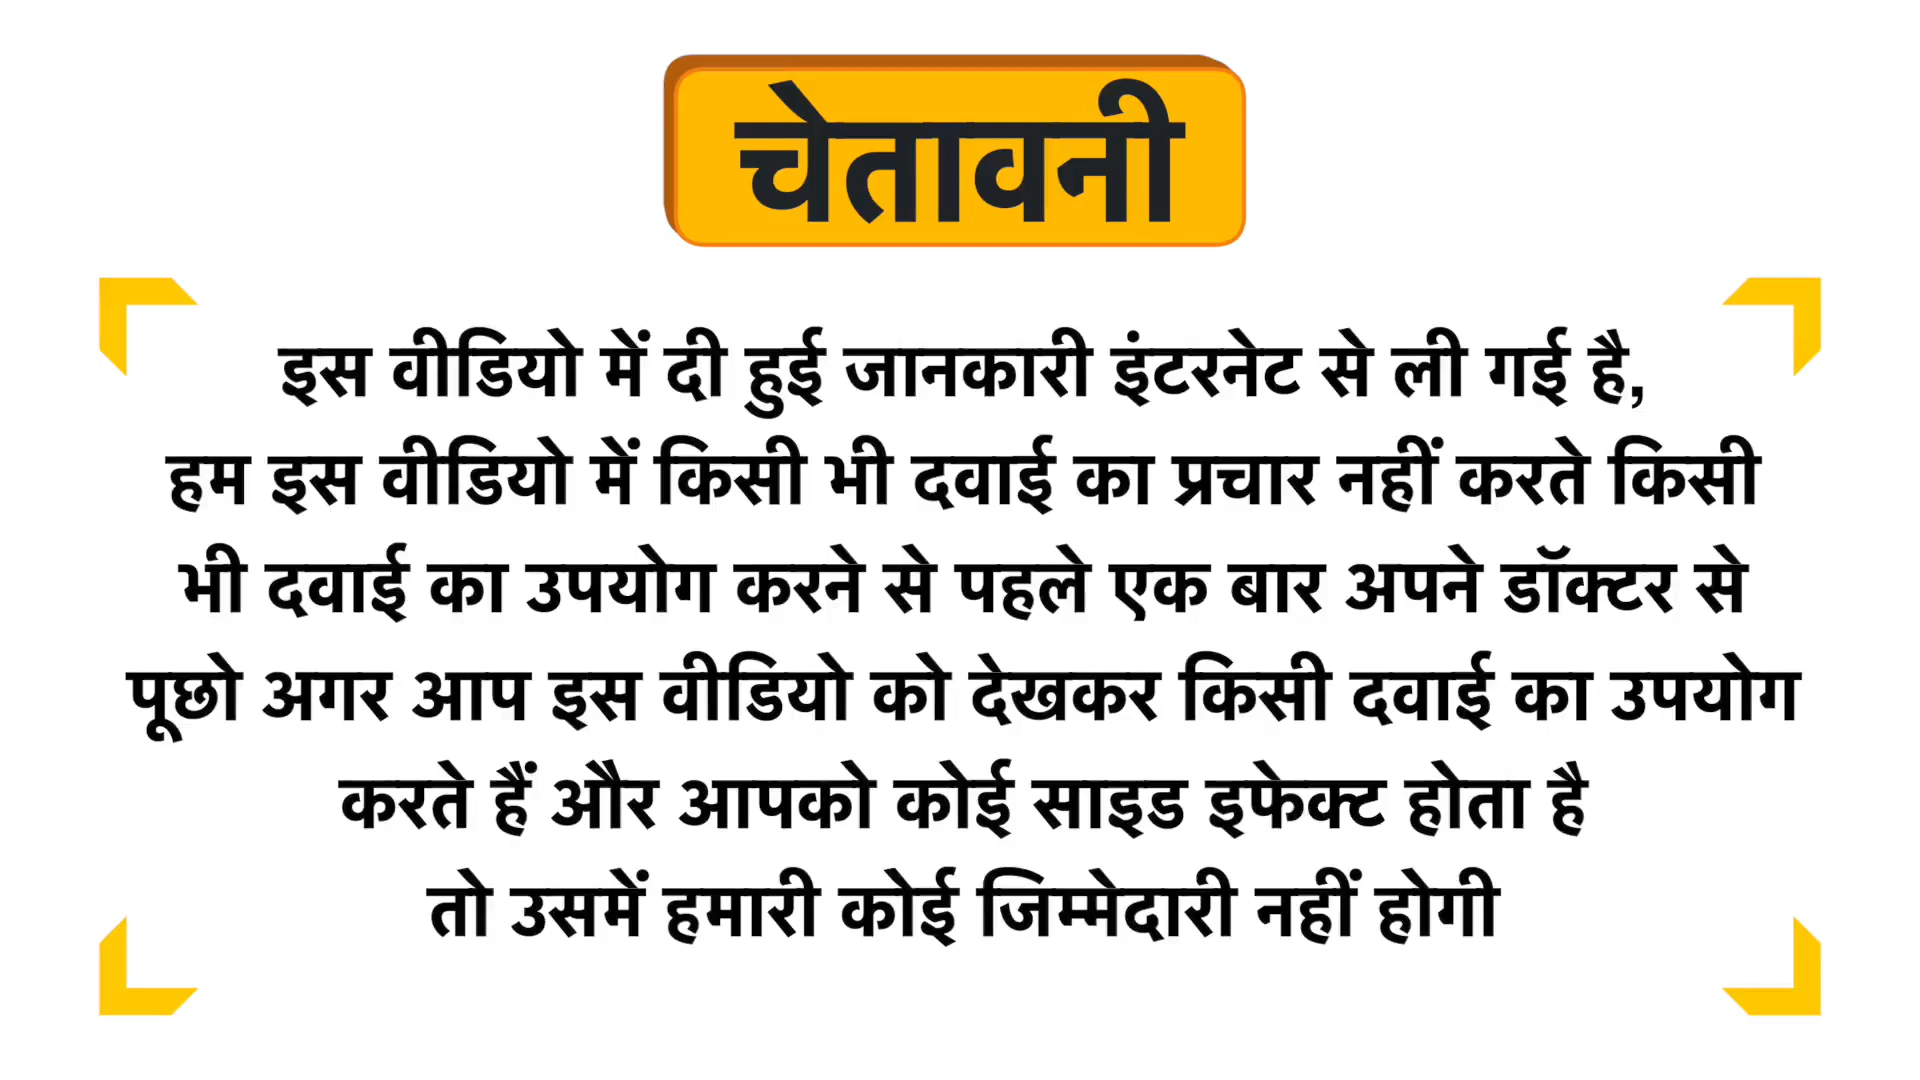 चेतावनी
इस वीडियो में दी हुई जानकारी इंटरनेट से ली गई है,
हम इस वीडियो में किसी भी दवाई का प्रचार नहीं करते किसी
भी दवाई का उपयोग करने से पहले एक बार अपने डॉक्टर से
पूछो अगर आप इस वीडियो को देखकर किसी दवाई का उपयोग
करते हैं और आपको कोई साइड इफेक्ट होता है
तो उसमें हमारी कोई जिम्मेदारी नहीं होगी